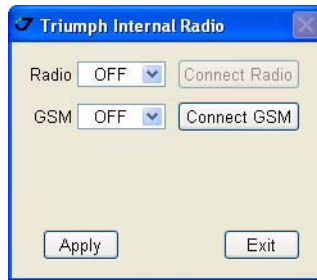 Triumph Internal Radio
Radio OFF Connect Radio
GSM OFF Connect GSM
Apply Exit